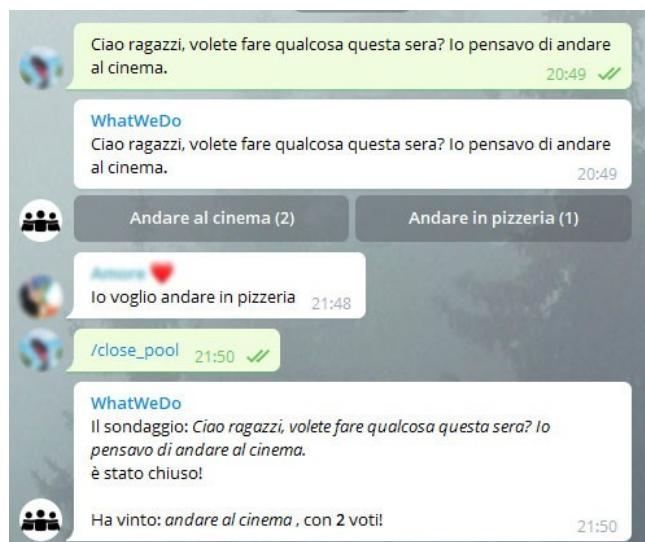 Ciao ragazzi, volete fare qualcosa questa sera? Io pensavo di andare
al cinema.
20:49
WhatWeDo
Ciao ragazzi, volete fare qualcosa questa sera? Io pensavo di andare
al cinema.
20:49
Andare al cinema (2)
Andare in pizzeria (1)
Io voglio andare in pizzeria 21:48
/close_pool 21:50
WhatWeDo
Il sondaggio: Ciao ragazzi, volete fare qualcosa questa sera? Io
pensavo di andare al cinema.
è stato chiuso!
Ha vinto: andare al cinema , con 2 voti!
21:50